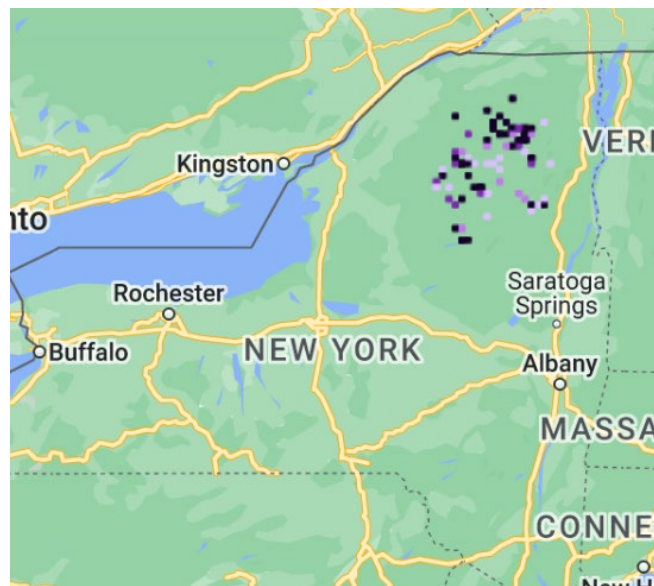 VERI
Kingston
nto
Saratoga
Springs
Rochester
Buffalo
NEW YORK
Albany
MASSA
CONNE